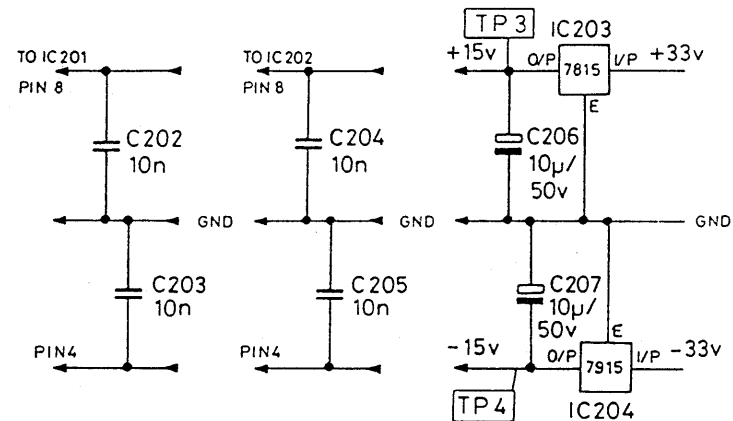 TO IC201
PIN 8
C202
10n
GND
C203
10n
PIN4
TO IC202
PIN 8
C204
10n
GND
C205
10n
PIN4
TP3
IC203
+15v
O/P
7815
I/P
+33v
E
C206
10µ/
50v
GND
C207
10µ/
50v
E
-15v
O/P
7915
I/P
-33v
TP4
IC204